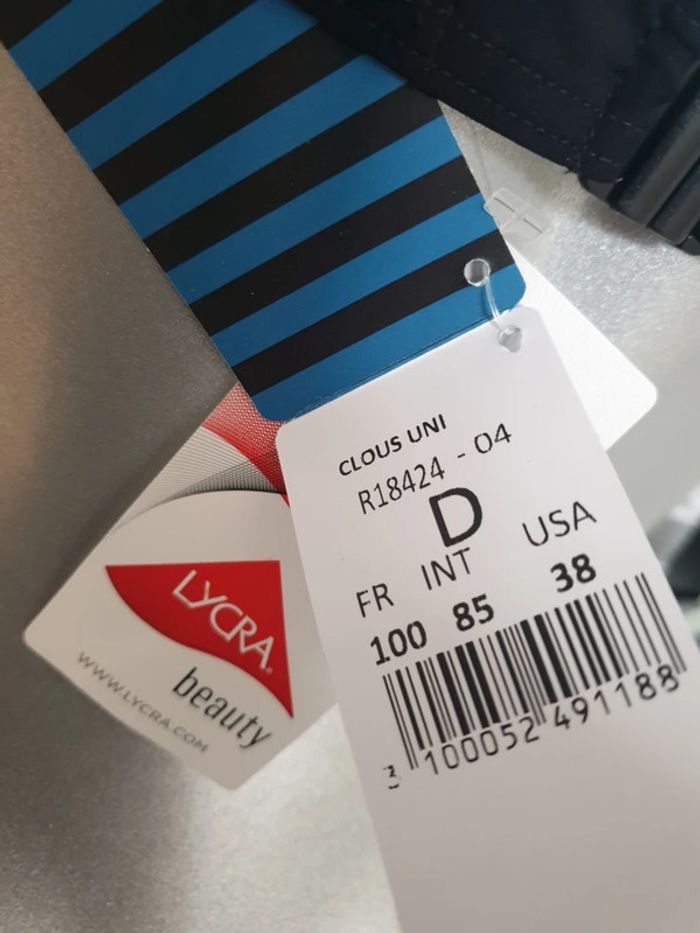 CLOUS UNI
R18424 - 04
D
FR INT USA
100 85 38
3 100052 491188
LYCRA®
beauty
WWW.LYCRA.COM